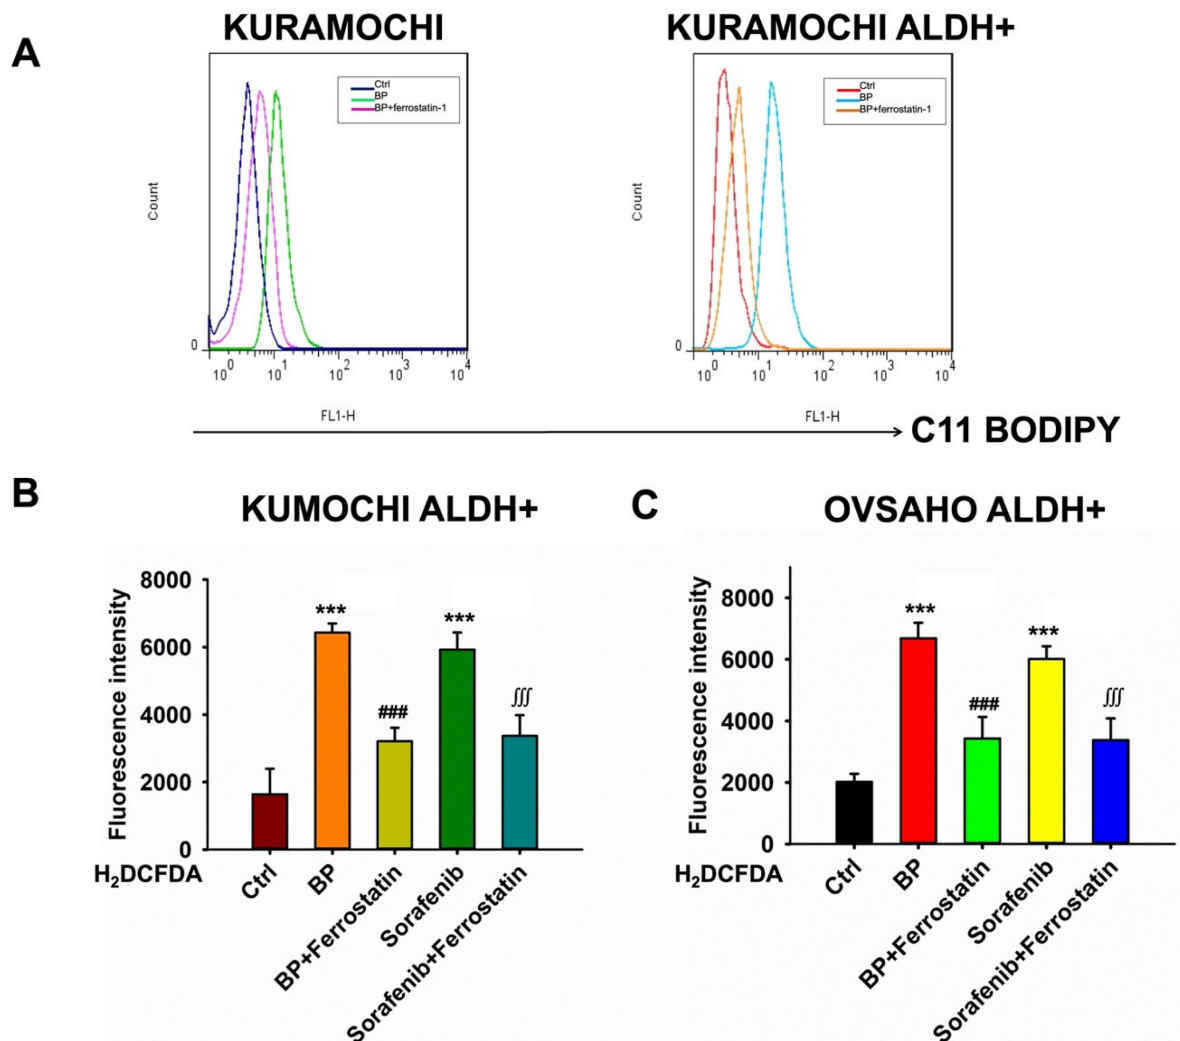 KURAMOCHI
KURAMOCHI ALDH+
A
Ctrl
BP
BP+ferrostatin-1
Count
0
10^0 10^1 10^2 10^3 10^4
FL1-H
Ctrl
BP
BP+ferrostatin-1
Count
0
10^0 10^1 10^2 10^3 10^4
FL1-H
C11 BODIPY
B
KUMOCHI ALDH+
Fluorescence intensity
8000
6000
4000
2000
0
***
###
***
∫∫∫
H₂DCFDA
Ctrl
BP
BP+Ferrostatin
Sorafenib
Sorafenib+Ferrostatin
C
OVSAHO ALDH+
Fluorescence intensity
8000
6000
4000
2000
0
***
###
***
∫∫∫
H₂DCFDA
Ctrl
BP
BP+Ferrostatin
Sorafenib
Sorafenib+Ferrostatin